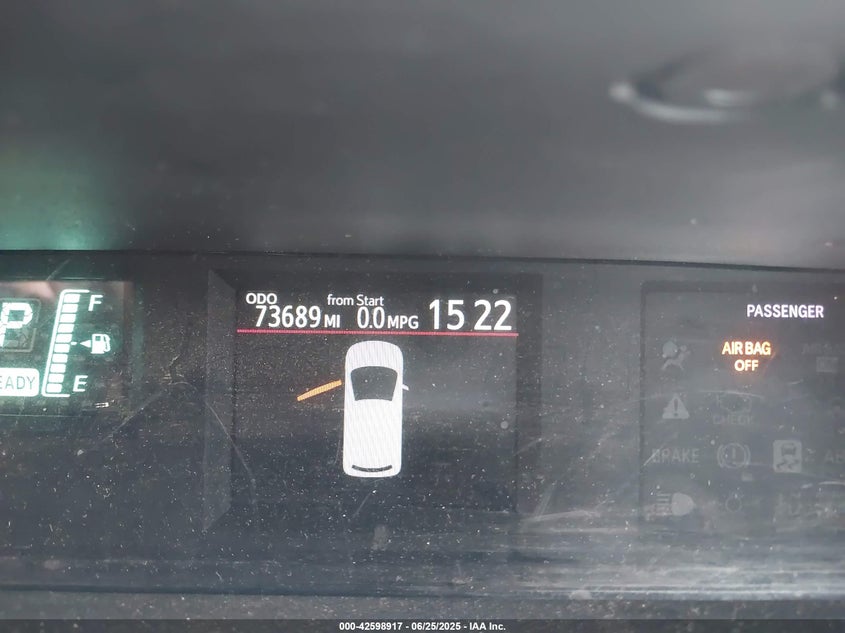 ODO from Start
73689 MI 0.0 MPG 15 22
P
F
E
EADY
PASSENGER
AIR BAG
OFF
CHECK
BRAKE
000-42598917 - 06/25/2025 - IAA Inc.